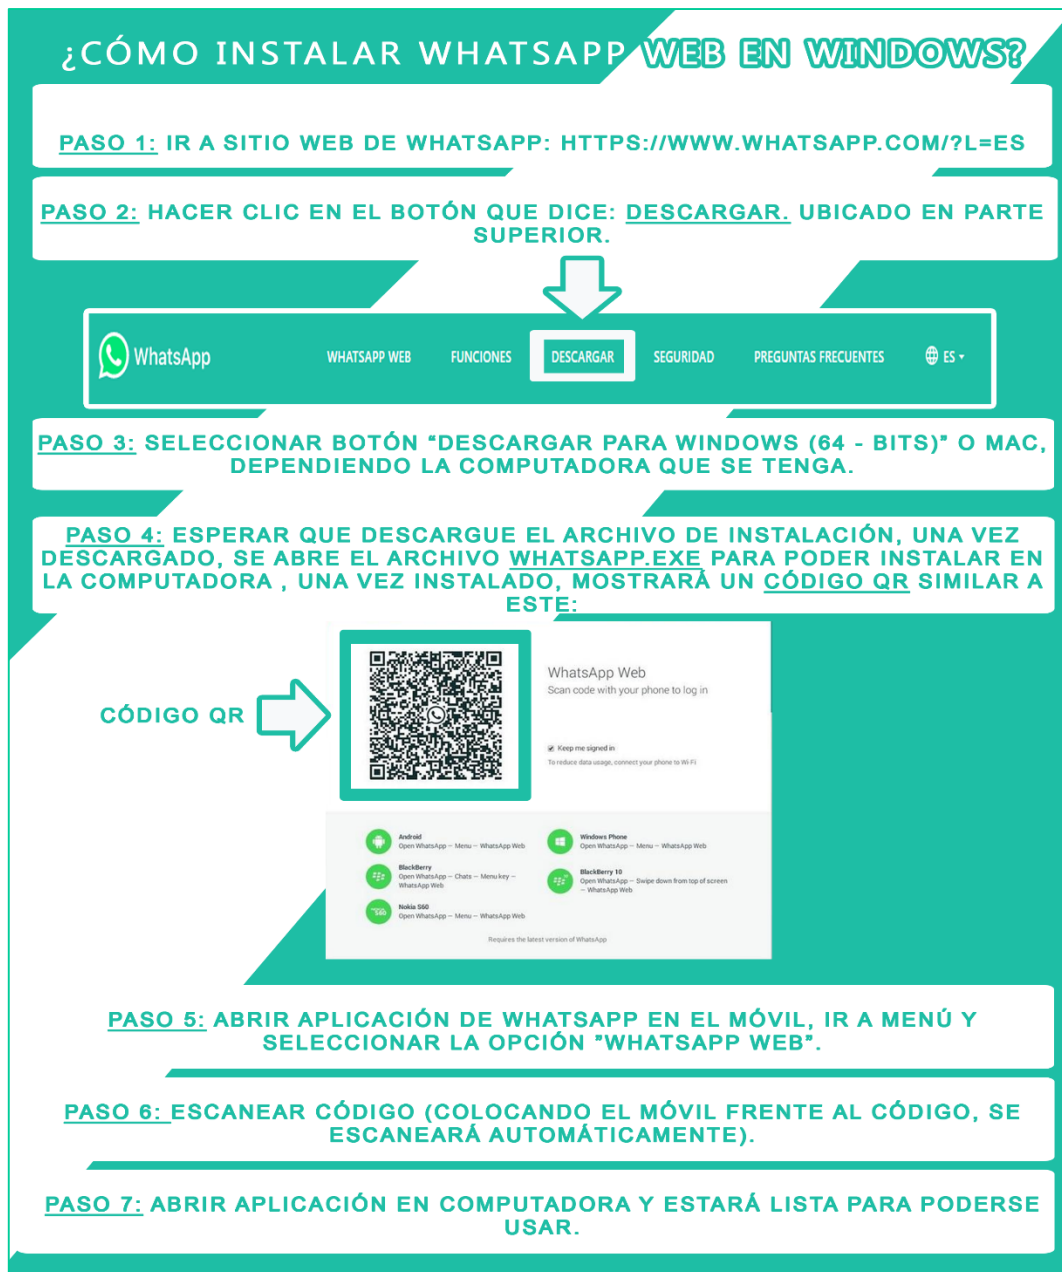 ¿CÓMO INSTALAR WHATSAPP WEB EN WINDOWS?
PASO 1: IR A SITIO WEB DE WHATSAPP: HTTPS://WWW.WHATSAPP.COM/?L=ES
PASO 2: HACER CLIC EN EL BOTÓN QUE DICE: DESCARGAR. UBICADO EN PARTE
SUPERIOR.
WhatsApp WHATSAPP WEB FUNCIONES DESCARGAR SEGURIDAD PREGUNTAS FRECUENTES ES
PASO 3: SELECCIONAR BOTÓN “DESCARGAR PARA WINDOWS (64 - BITS)" O MAC,
DEPENDIENDO LA COMPUTADORA QUE SE TENGA.
PASO 4: ESPERAR QUE DESCARGUE EL ARCHIVO DE INSTALACIÓN, UNA VEZ
DESCARGADO, SE ABRE EL ARCHIVO WHATSAPP.EXE PARA PODER INSTALAR EN
LA COMPUTADORA , UNA VEZ INSTALADO, MOSTRARÁ UN CÓDIGO QR SIMILAR A
ESTE:
CÓDIGO QR
WhatsApp Web
Scan code with your phone to log in
Keep me signed in
To reduce data usage, connect your phone to Wi-Fi
Android
Open WhatsApp – Menu – WhatsApp Web
Windows Phone
Open WhatsApp – Menu – WhatsApp Web
BlackBerry
Open WhatsApp – Chats – Menu key –
WhatsApp Web
BlackBerry 10
Open WhatsApp – Swipe down from top of screen
– WhatsApp Web
S60
Nokia S60
Open WhatsApp – Menu – WhatsApp Web
Requires the latest version of WhatsApp
PASO 5: ABRIR APLICACIÓN DE WHATSAPP EN EL MÓVIL, IR A MENÚ Y
SELECCIONAR LA OPCIÓN ”WHATSAPP WEB”.
PASO 6: ESCANEAR CÓDIGO (COLOCANDO EL MÓVIL FRENTE AL CÓDIGO, SE
ESCANEARÁ AUTOMÁTICAMENTE).
PASO 7: ABRIR APLICACIÓN EN COMPUTADORA Y ESTARÁ LISTA PARA PODERSE
USAR.